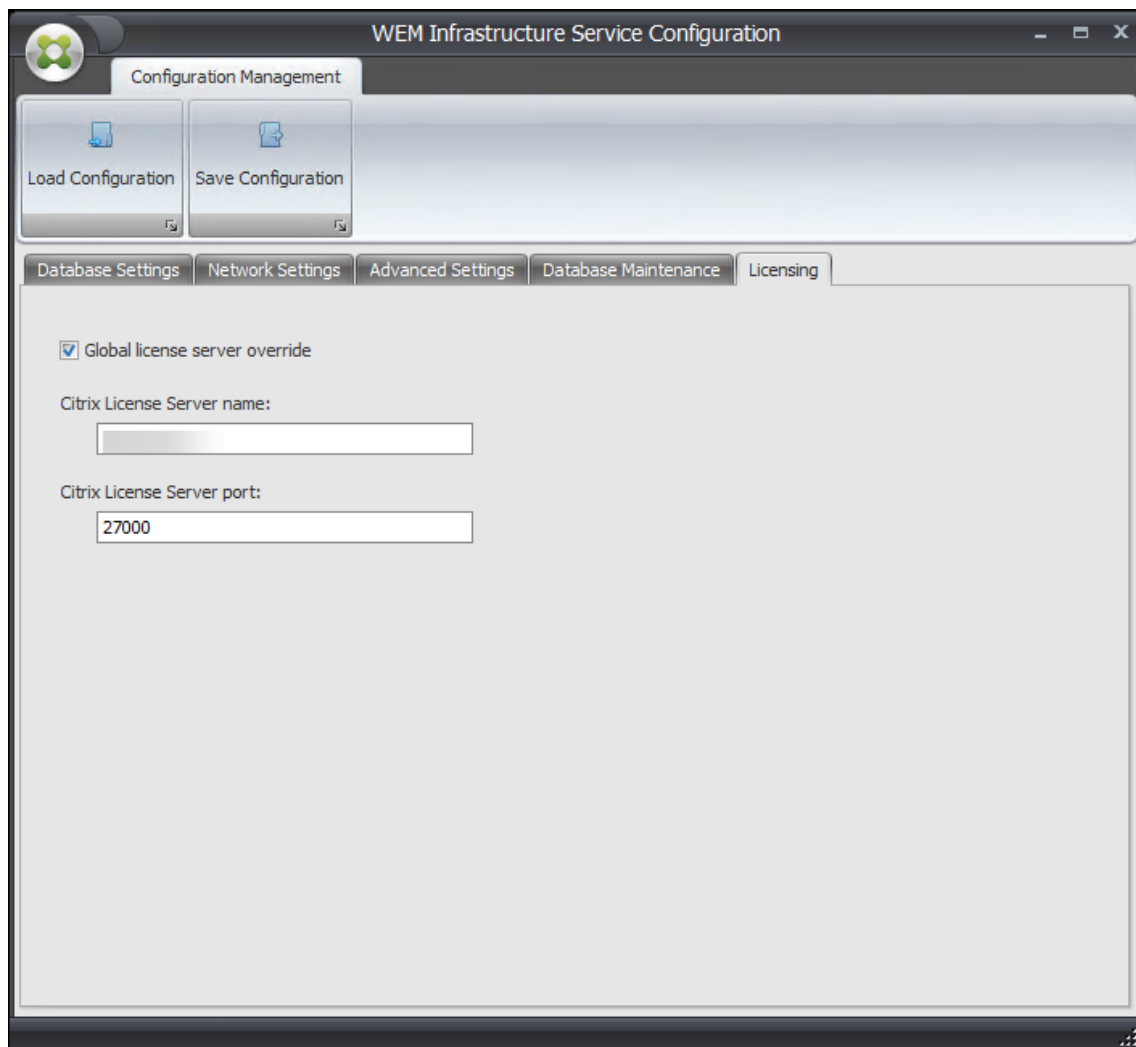 WEM Infrastructure Service Configuration
Configuration Management
Load Configuration
Save Configuration
Database Settings
Network Settings
Advanced Settings
Database Maintenance
Licensing
Global license server override
Citrix License Server name:
Citrix License Server port:
27000